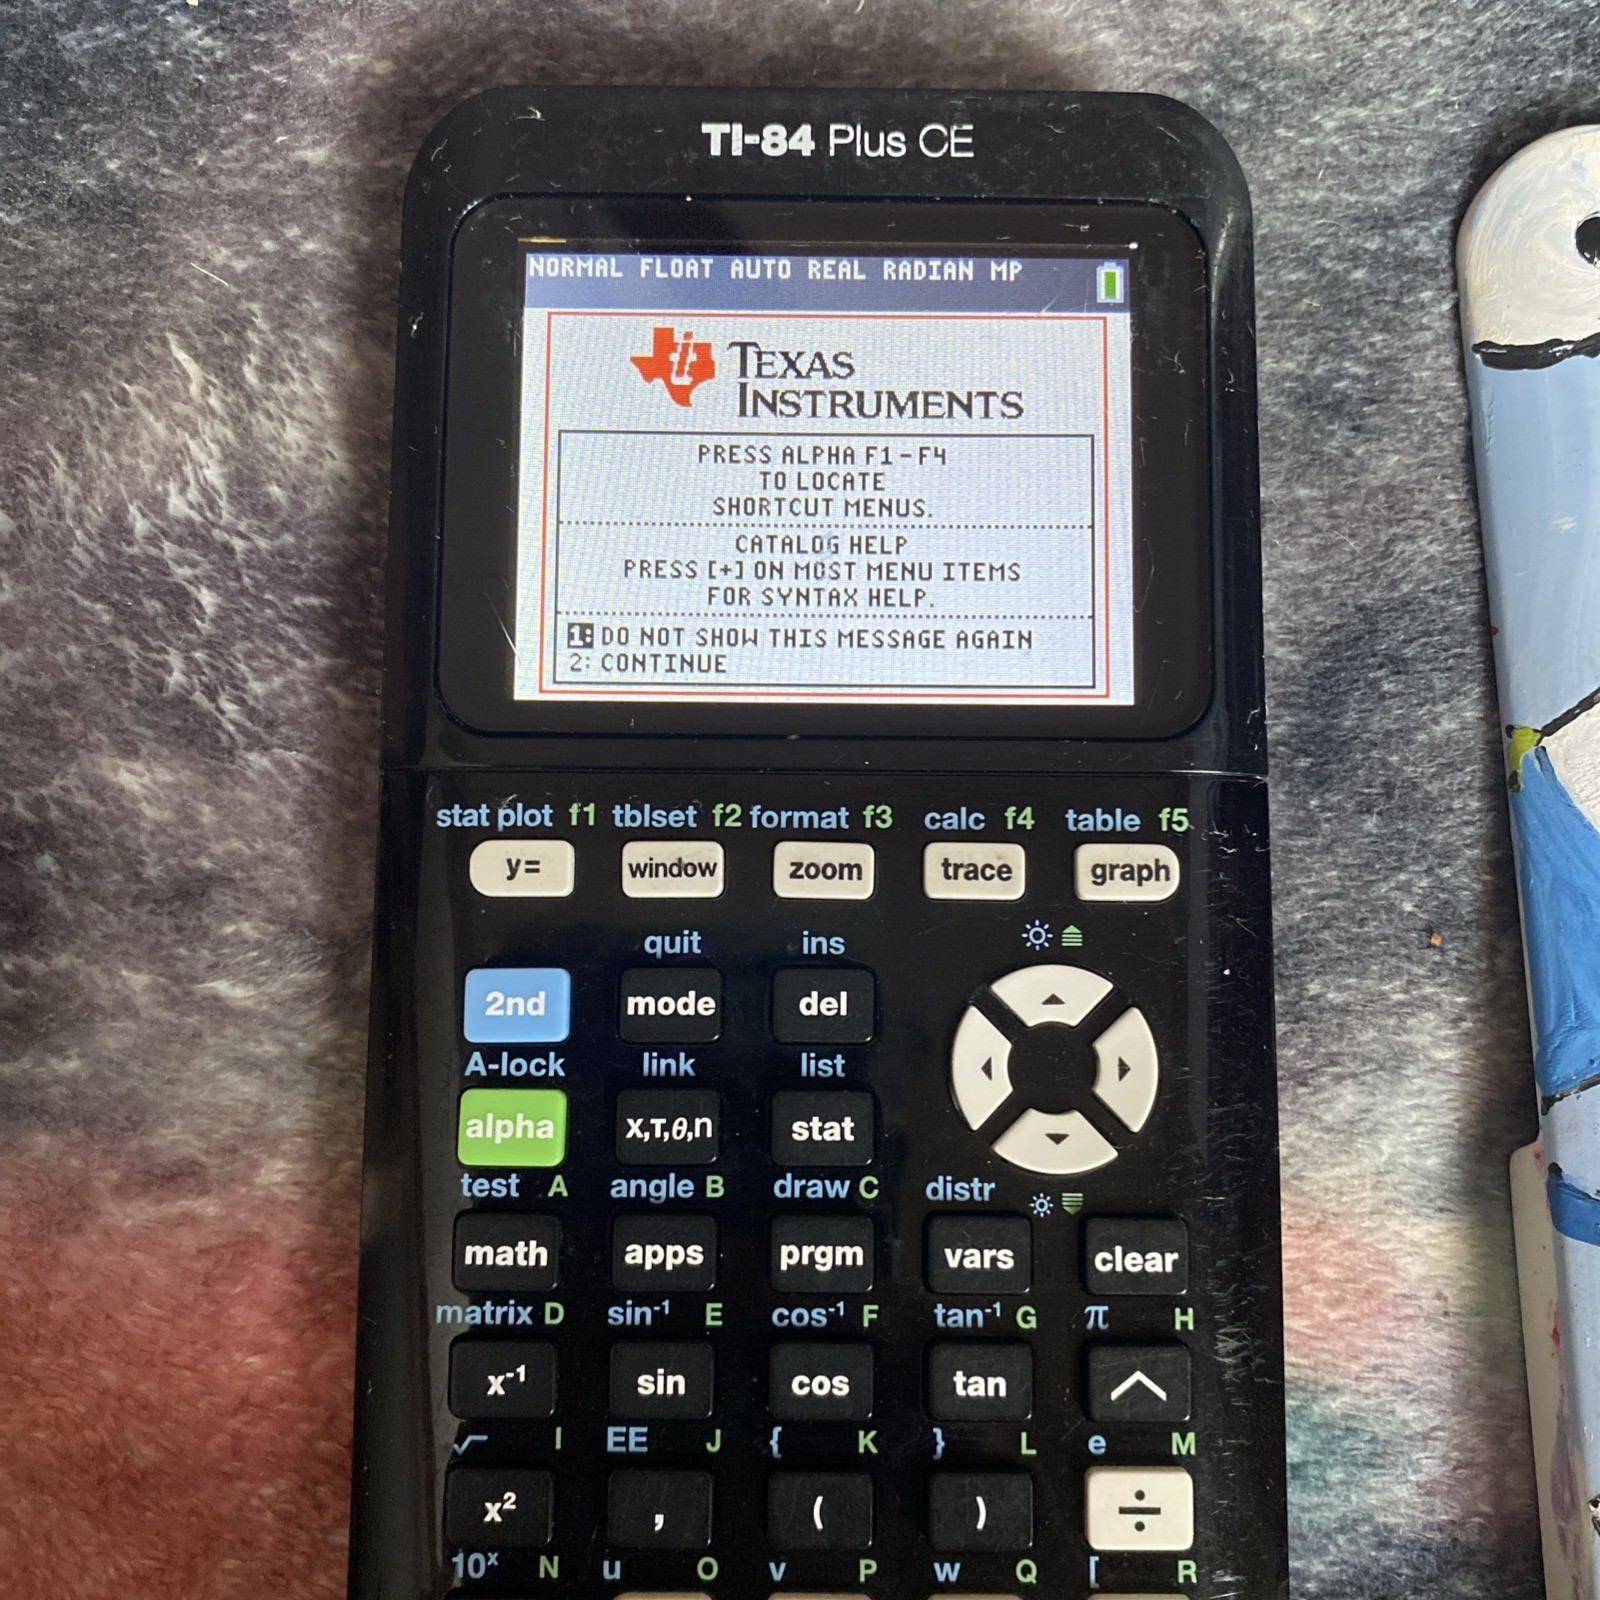 TI-84 Plus CE
NORMAL FLOAT AUTO REAL RADIAN MP
TEXAS
INSTRUMENTS
PRESS ALPHA F1-F4
TO LOCATE
SHORTCUT MENUS.
CATALOG HELP
PRESS [+] ON MOST MENU ITEMS
FOR SYNTAX HELP.
1: DO NOT SHOW THIS MESSAGE AGAIN
2: CONTINUE
stat plot f1 tblset f2 format f3 calc f4 table f5
y= window zoom trace graph
quit ins
2nd mode del
A-lock link list
alpha x,T,θ,n stat
test A angle B draw C distr
math apps prgm vars clear
matrix D sin⁻¹ E cos⁻¹ F tan⁻¹ G π H
x⁻¹ sin cos tan ^
√ I EE J { K } L e M
x² , ( ) ÷
10ˣ N u O v P w Q [ R